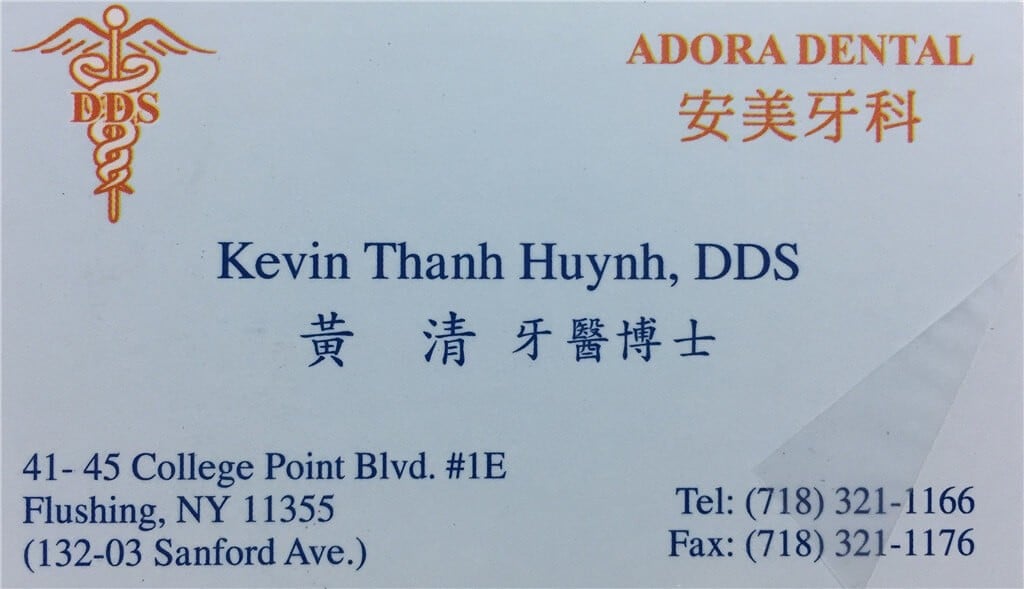 DDS
ADORA DENTAL
安美牙科
Kevin Thanh Huynh, DDS
黃 清 牙醫博士
41- 45 College Point Blvd. #1E
Flushing, NY 11355
(132-03 Sanford Ave.)
Tel: (718) 321-1166
Fax: (718) 321-1176